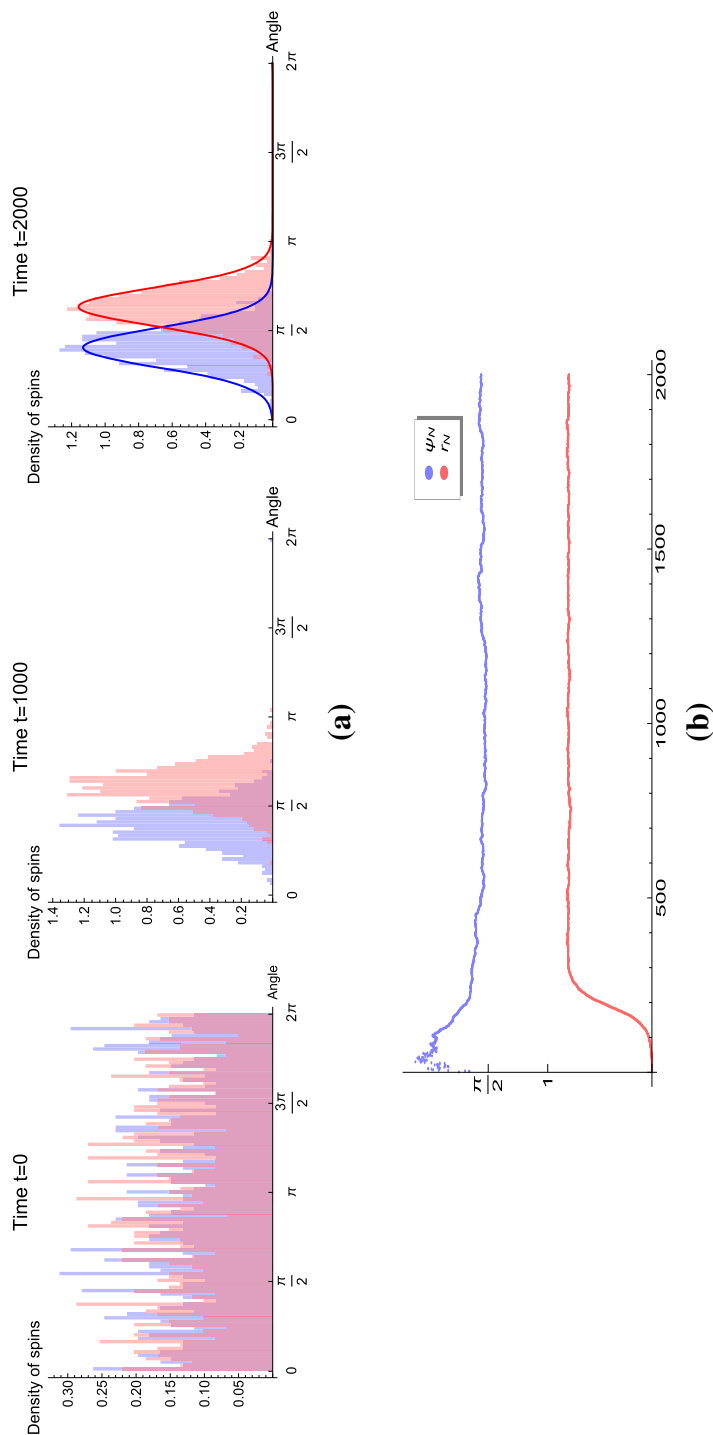 Time t=0
Density of spins
0.30
0.25
0.20
0.15
0.10
0.05
0
π
2
π
3π
2
2π
Angle
Time t=1000
Density of spins
1.4
1.2
1.0
0.8
0.6
0.4
0.2
0
π
2
π
3π
2
2π
Angle
Time t=2000
Density of spins
1.2
1.0
0.8
0.6
0.4
0.2
0
π
2
π
3π
2
2π
Angle
(a)
ψN
rN
π
2
1
500
1000
1500
2000
(b)